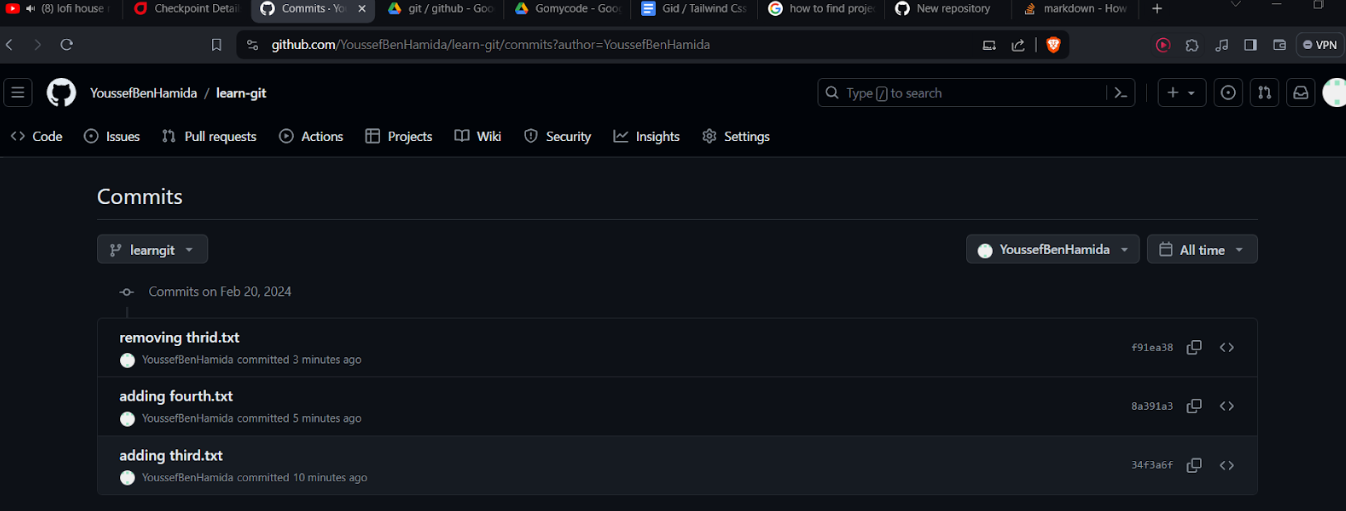 (8) lofi house r
Checkpoint Detail
Commits · Yo
git / github - Goo
Gomycode - Goog
Gid / Tailwind Css
how to find proje
New repository
markdown - How
github.com/YoussefBenHamida/learn-git/commits?author=YoussefBenHamida
VPN
YoussefBenHamida / learn-git
Type / to search
Code
Issues
Pull requests
Actions
Projects
Wiki
Security
Insights
Settings
Commits
learngit
YoussefBenHamida
All time
Commits on Feb 20, 2024
removing thrid.txt
YoussefBenHamida committed 3 minutes ago
f91ea38
adding fourth.txt
YoussefBenHamida committed 5 minutes ago
8a391a3
adding third.txt
YoussefBenHamida committed 10 minutes ago
34f3a6f